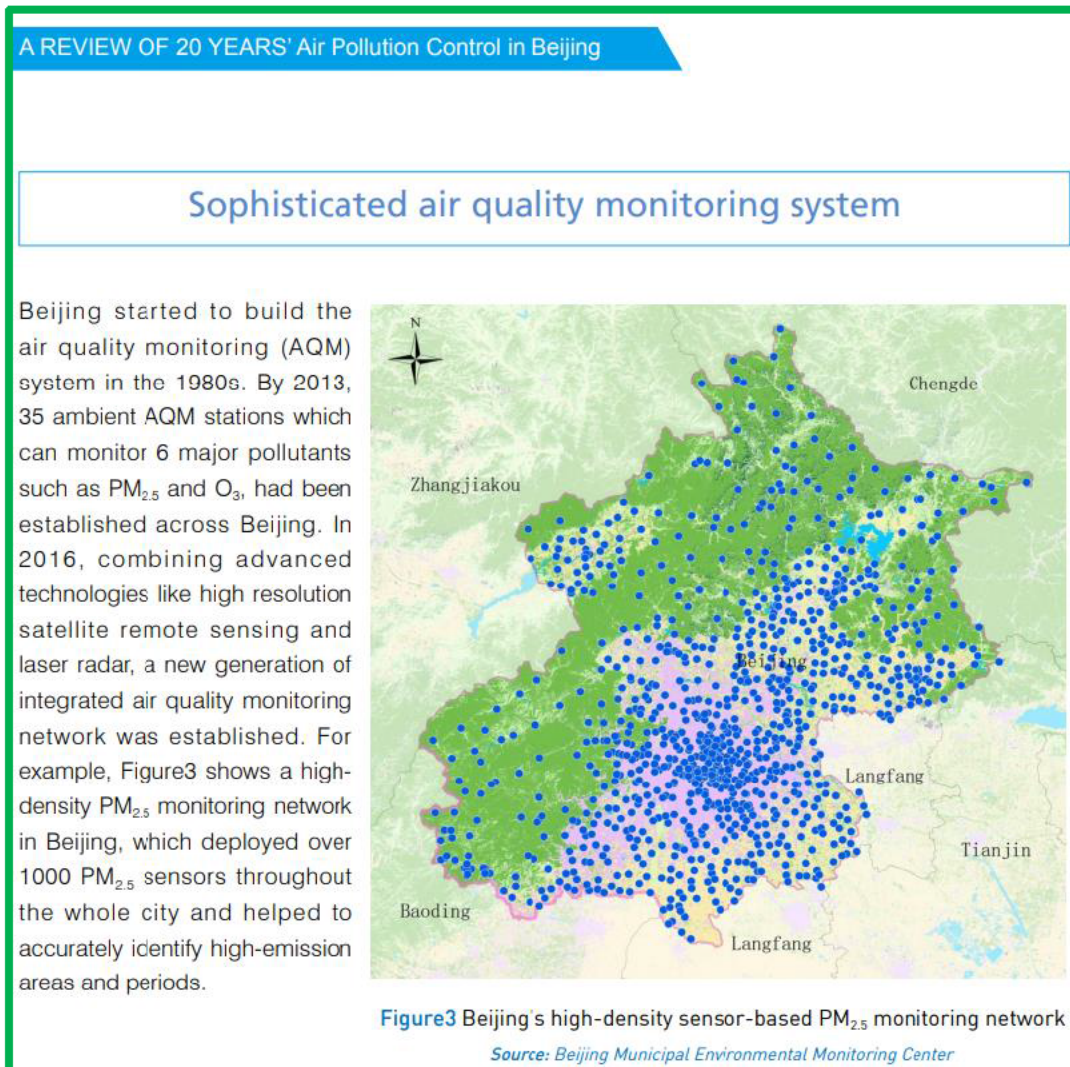 A REVIEW OF 20 YEARS' Air Pollution Control in Beijing
Sophisticated air quality monitoring system
Beijing started to build the
air quality monitoring (AQM)
system in the 1980s. By 2013,
35 ambient AQM stations which
can monitor 6 major pollutants
such as PM2.5 and O3, had been
established across Beijing. In
2016, combining advanced
technologies like high resolution
satellite remote sensing and
laser radar, a new generation of
integrated air quality monitoring
network was established. For
example, Figure3 shows a high-
density PM2.5 monitoring network
in Beijing, which deployed over
1000 PM2.5 sensors throughout
the whole city and helped to
accurately identify high-emission
areas and periods.
N
Chengde
Zhangjiakou
Beijing
Langfang
Tianjin
Baoding
Langfang
Figure3 Beijing's high-density sensor-based PM2.5 monitoring network
Source: Beijing Municipal Environmental Monitoring Center